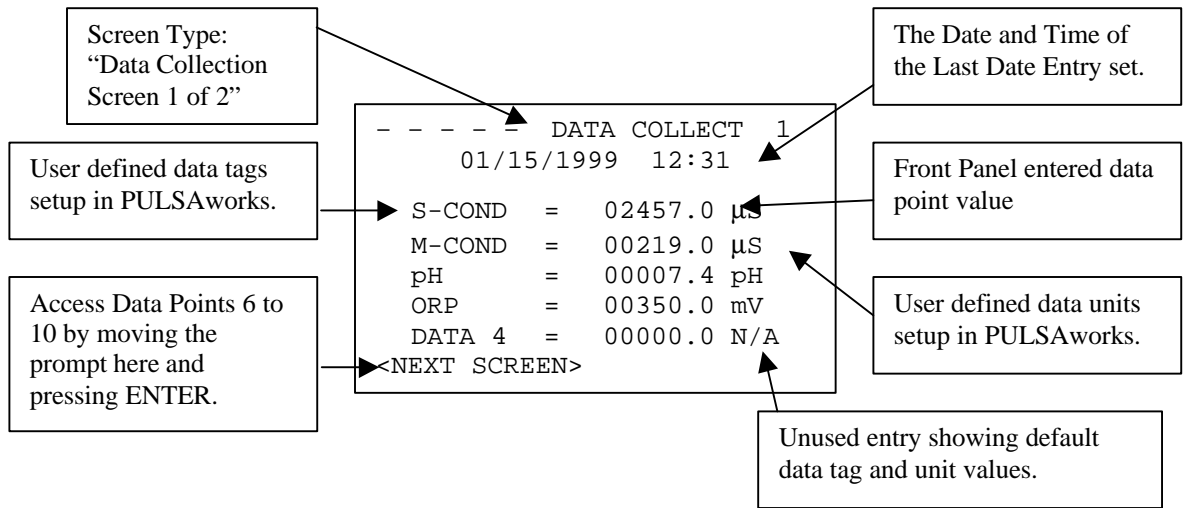 Screen Type:
“Data Collection
Screen 1 of 2”
The Date and Time of
the Last Date Entry set.
– – – – – DATA COLLECT 1
01/15/1999 12:31
User defined data tags
setup in PULSAworks.
Front Panel entered data
point value
S-COND = 02457.0 µS
M-COND = 00219.0 µS
pH = 00007.4 pH
ORP = 00350.0 mV
DATA 4 = 00000.0 N/A
<NEXT SCREEN>
Access Data Points 6 to
10 by moving the
prompt here and
pressing ENTER.
User defined data units
setup in PULSAworks.
Unused entry showing default
data tag and unit values.